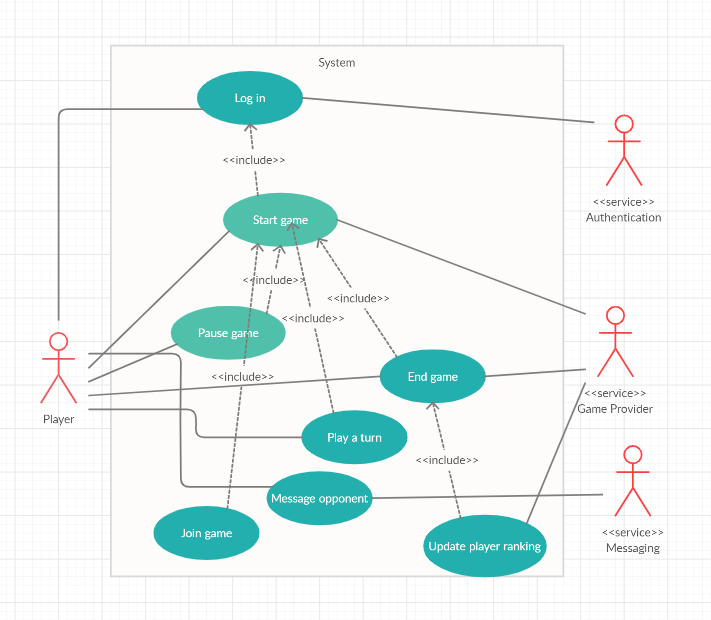 System
Log in
<<include>>
<<service>>
Authentication
Start game
<<include>>
<<include>>
<<include>>
Pause game
<<include>>
End game
Player
<<service>>
Game Provider
Play a turn
<<include>>
Message opponent
Join game
Update player ranking
<<service>>
Messaging